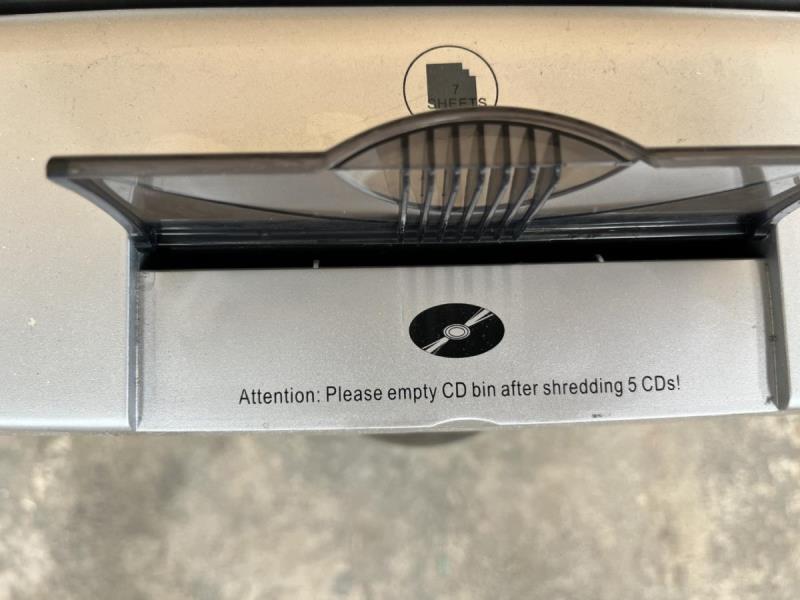 7
SHEETS
Attention: Please empty CD bin after shredding 5 CDs!